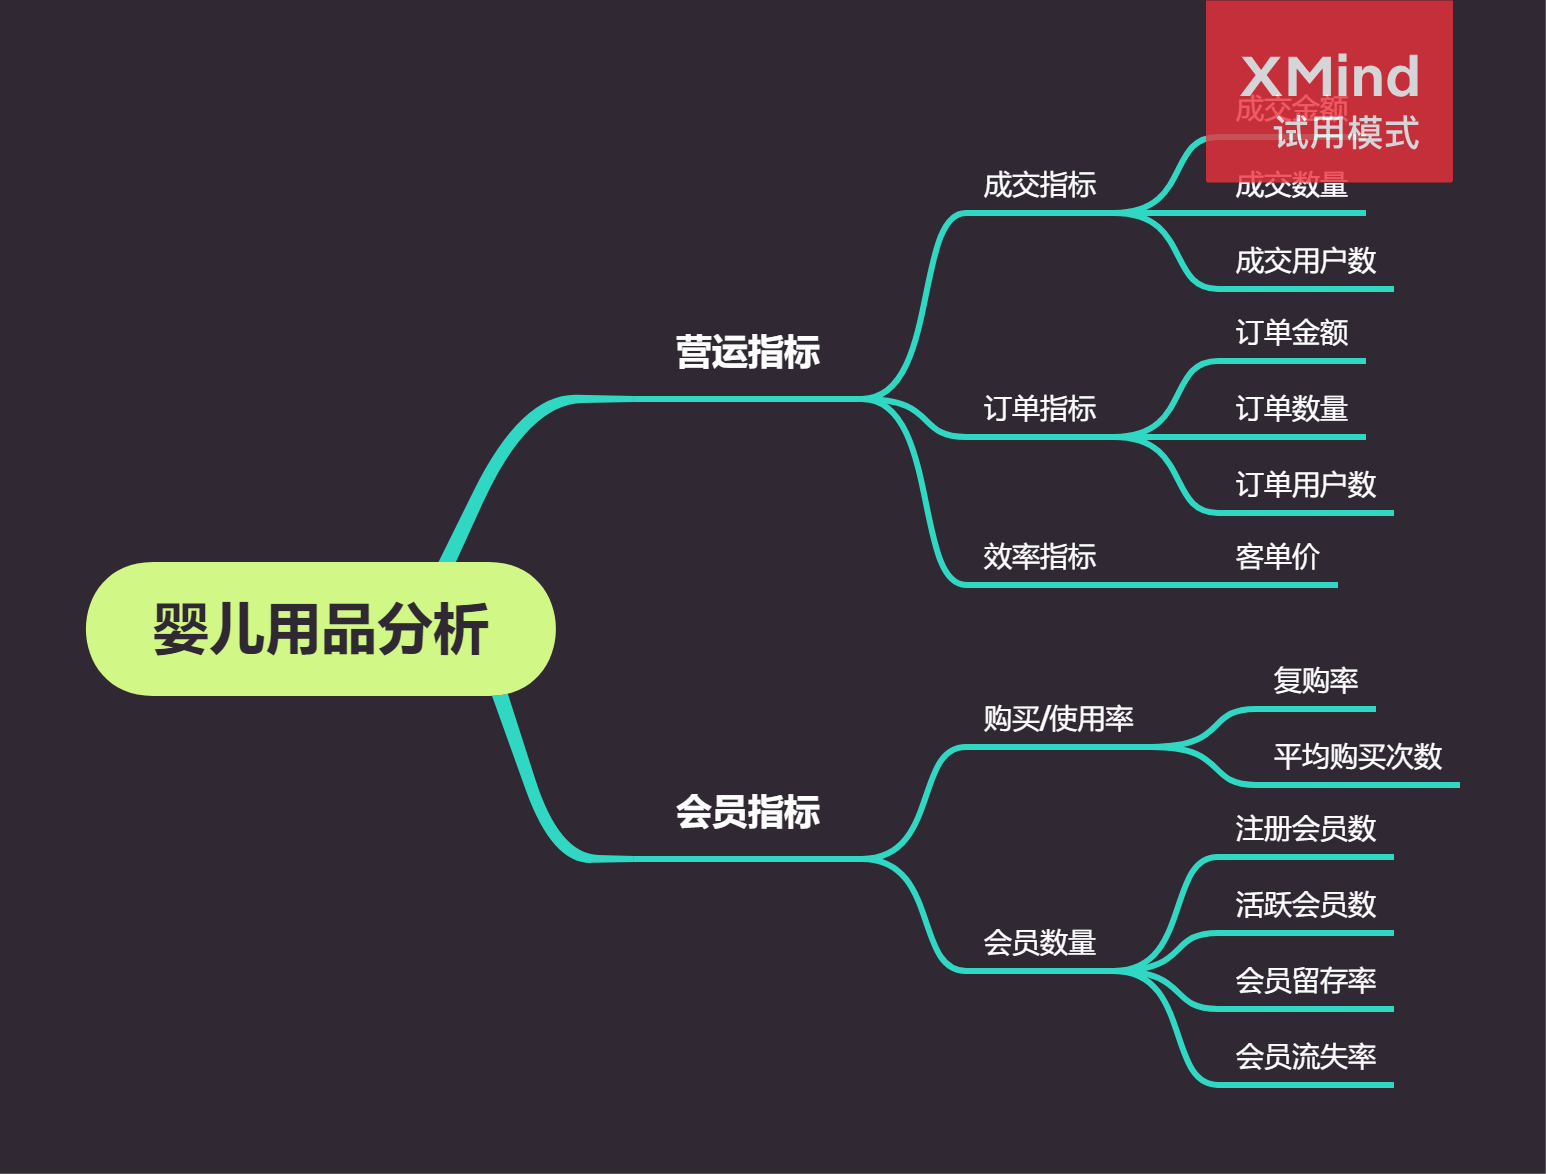 XMind
试用模式
成交金额
成交指标
成交数量
成交用户数
营运指标
订单金额
订单指标
订单数量
订单用户数
效率指标
客单价
婴儿用品分析
复购率
购买/使用率
平均购买次数
会员指标
注册会员数
活跃会员数
会员数量
会员留存率
会员流失率